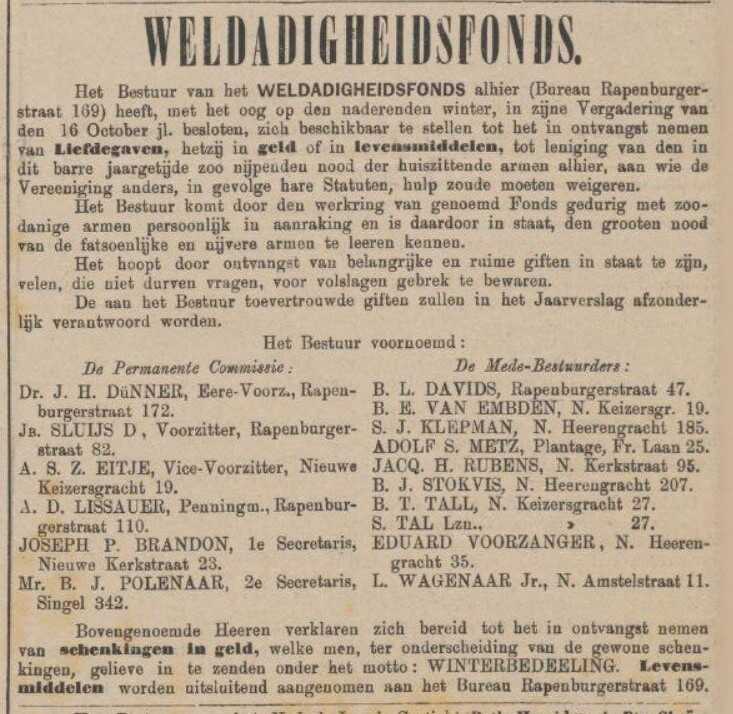 WELDADIGHEIDSFONDS.
Het Bestuur van het WELDADIGHEIDSFONDS alhier (Bureau Rapenburger-
straat 169) heeft, met het oog op den naderenden winter, in zijne Vergadering van
den 16 October jl. besloten, zich beschikbaar te stellen tot het in ontvangst nemen
van Liefdegaven, hetzij in geld of in levensmiddelen, tot leniging van den in
dit barre jaargetijde zoo nijpenden nood der huiszittende armen alhier, aan wie de
Vereeniging anders, in gevolge hare Statuten, hulp zoude moeten weigeren.
Het Bestuur komt door den werkring van genoemd Fonds gedurig met zoo-
danige armen persoonlijk in aanraking en is daardoor in staat, den grooten nood
van de fatsoenlijke en nijvere armen te leeren kennen.
Het hoopt door ontvangst van belangrijke en ruime giften in staat te zijn,
velen, die niet durven vragen, voor volslagen gebrek te bewaren.
De aan het Bestuur toevertrouwde giften zullen in het Jaarverslag afzonder-
lijk verantwoord worden.
Het Bestuur voornoemd:
De Permanente Commissie:
Dr. J. H. DüNNER, Eere-Voorz., Rapen-
burgerstraat 172.
JB. SLUIJS D, Voorzitter, Rapenburger-
straat 82.
A. S. Z. EITJE, Vice-Voorzitter, Nieuwe
Keizersgracht 19.
A. D. LISSAUER, Penningm., Rapenbur-
gerstraat 110.
JOSEPH P. BRANDON, 1e Secretaris,
Nieuwe Kerkstraat 23.
Mr. B. J. POLENAAR, 2e Secretaris,
Singel 342.
De Mede-Bestuurders:
B. L. DAVIDS, Rapenburgerstraat 47.
B. E. VAN EMBDEN, N. Keizersgr. 19.
S. J. KLEPMAN, N. Heerengracht 185.
ADOLF S. METZ, Plantage, Fr. Laan 25.
JACQ. H. RUBENS, N. Kerkstraat 95.
B. J. STOKVIS, N. Heerengracht 207.
B. T. TALL, N. Keizersgracht 27.
S. TAL Lzn., » 27.
EDUARD VOORZANGER, N. Heeren-
gracht 35.
L. WAGENAAR Jr., N. Amstelstraat 11.
Bovengenoemde Heeren verklaren zich bereid tot het in ontvangst nemen
van schenkingen in geld, welke men, ter onderscheiding van de gewone schen-
kingen, gelieve in te zenden onder het motto: WINTERBEDEELING. Levens-
middelen worden uitsluitend aangenomen aan het Bureau Rapenburgerstraat 169.